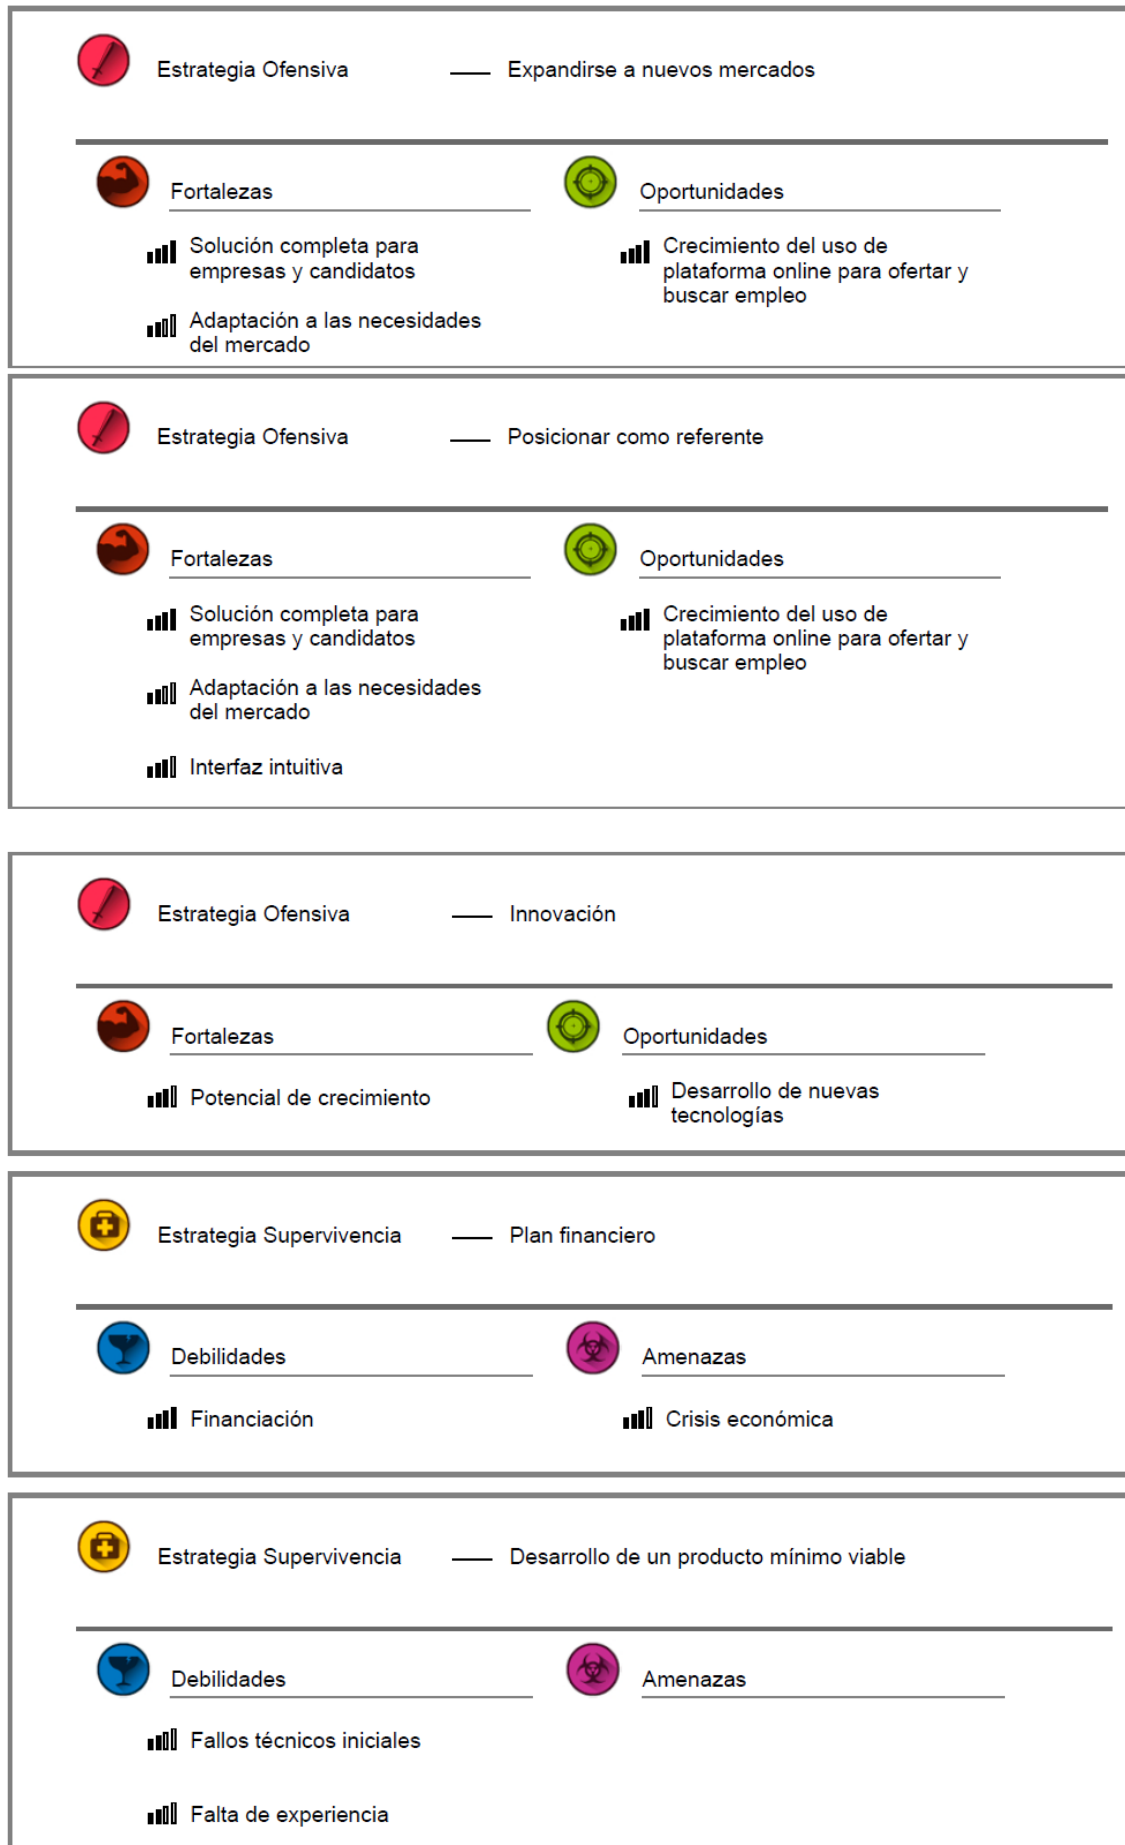 Estrategia Ofensiva — Expandirse a nuevos mercados
Fortalezas
Solución completa para
empresas y candidatos
Adaptación a las necesidades
del mercado
Oportunidades
Crecimiento del uso de
plataforma online para ofertar y
buscar empleo
Estrategia Ofensiva — Posicionar como referente
Fortalezas
Solución completa para
empresas y candidatos
Adaptación a las necesidades
del mercado
Interfaz intuitiva
Oportunidades
Crecimiento del uso de
plataforma online para ofertar y
buscar empleo
Estrategia Ofensiva — Innovación
Fortalezas
Potencial de crecimiento
Oportunidades
Desarrollo de nuevas
tecnologías
Estrategia Supervivencia — Plan financiero
Debilidades
Financiación
Amenazas
Crisis económica
Estrategia Supervivencia — Desarrollo de un producto mínimo viable
Debilidades
Fallos técnicos iniciales
Falta de experiencia
Amenazas